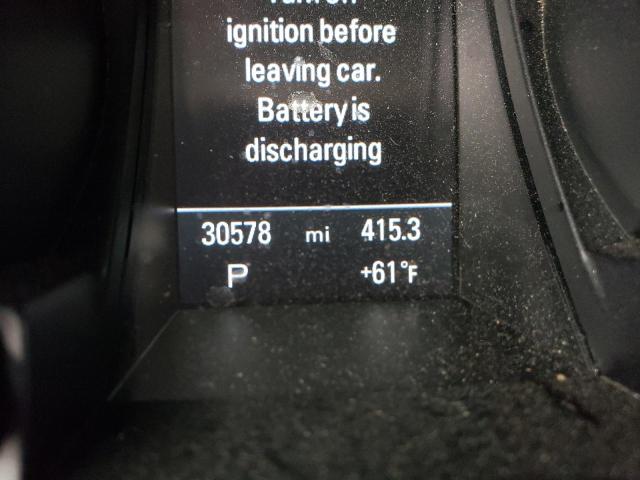 ignition before
leaving car.
Battery is
discharging
30578 mi 415.3
P +61°F